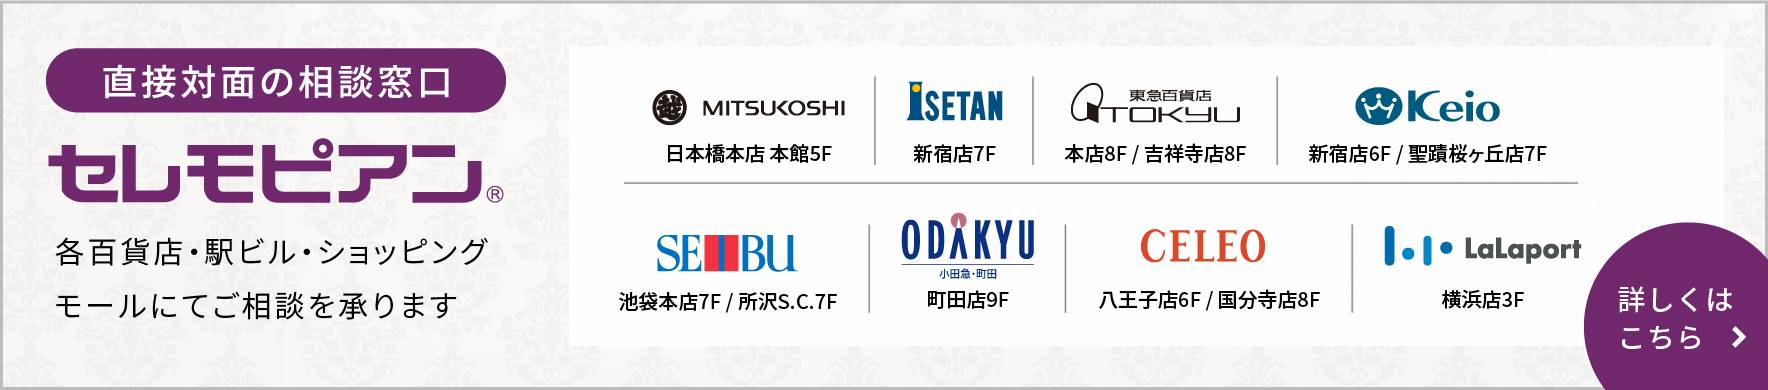 直接対面の相談窓口
セレモピアン®
各百貨店・駅ビル・ショッピング
モールにてご相談を承ります
越 MITSUKOSHI
日本橋本店 本館5F
ISETAN
新宿店7F
東急百貨店
TOKYU
本店8F / 吉祥寺店8F
Keio
新宿店6F / 聖蹟桜ヶ丘店7F
SEIBU
池袋本店7F / 所沢S.C.7F
ODAKYU
小田急・町田
町田店9F
CELEO
八王子店6F / 国分寺店8F
LaLaport
横浜店3F
詳しくは
こちら